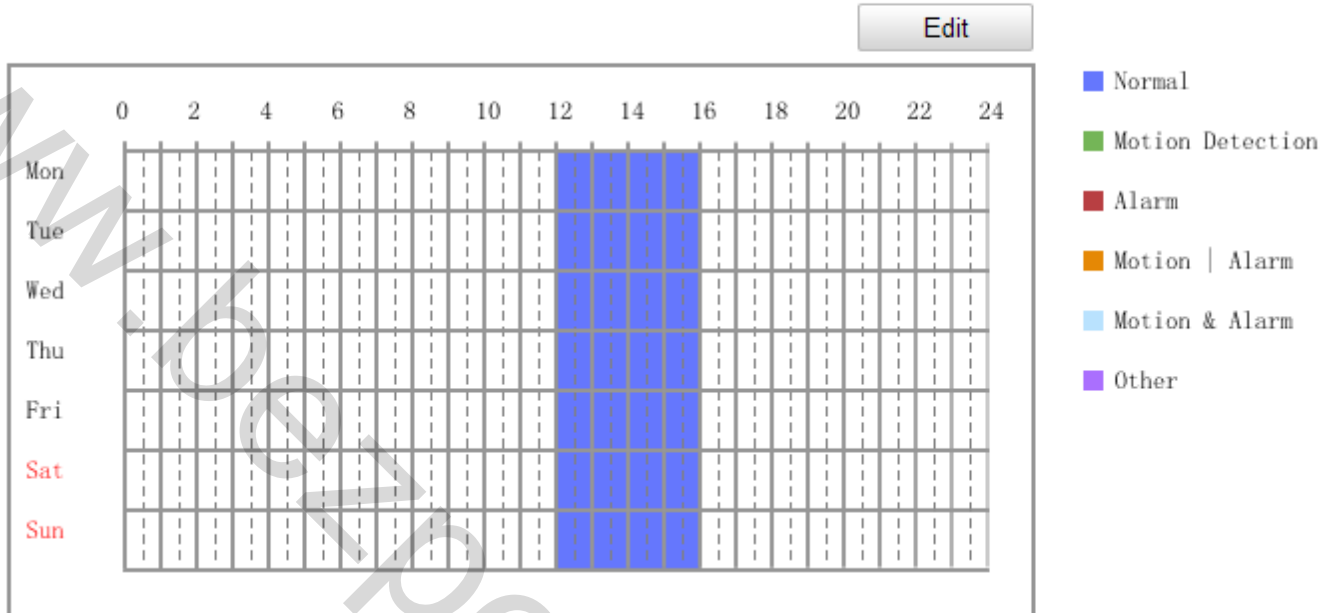 Edit
0 2 4 6 8 10 12 14 16 18 20 22 24
Mon
Tue
Wed
Thu
Fri
Sat
Sun
Normal
Motion Detection
Alarm
Motion | Alarm
Motion & Alarm
Other
w.bezpe